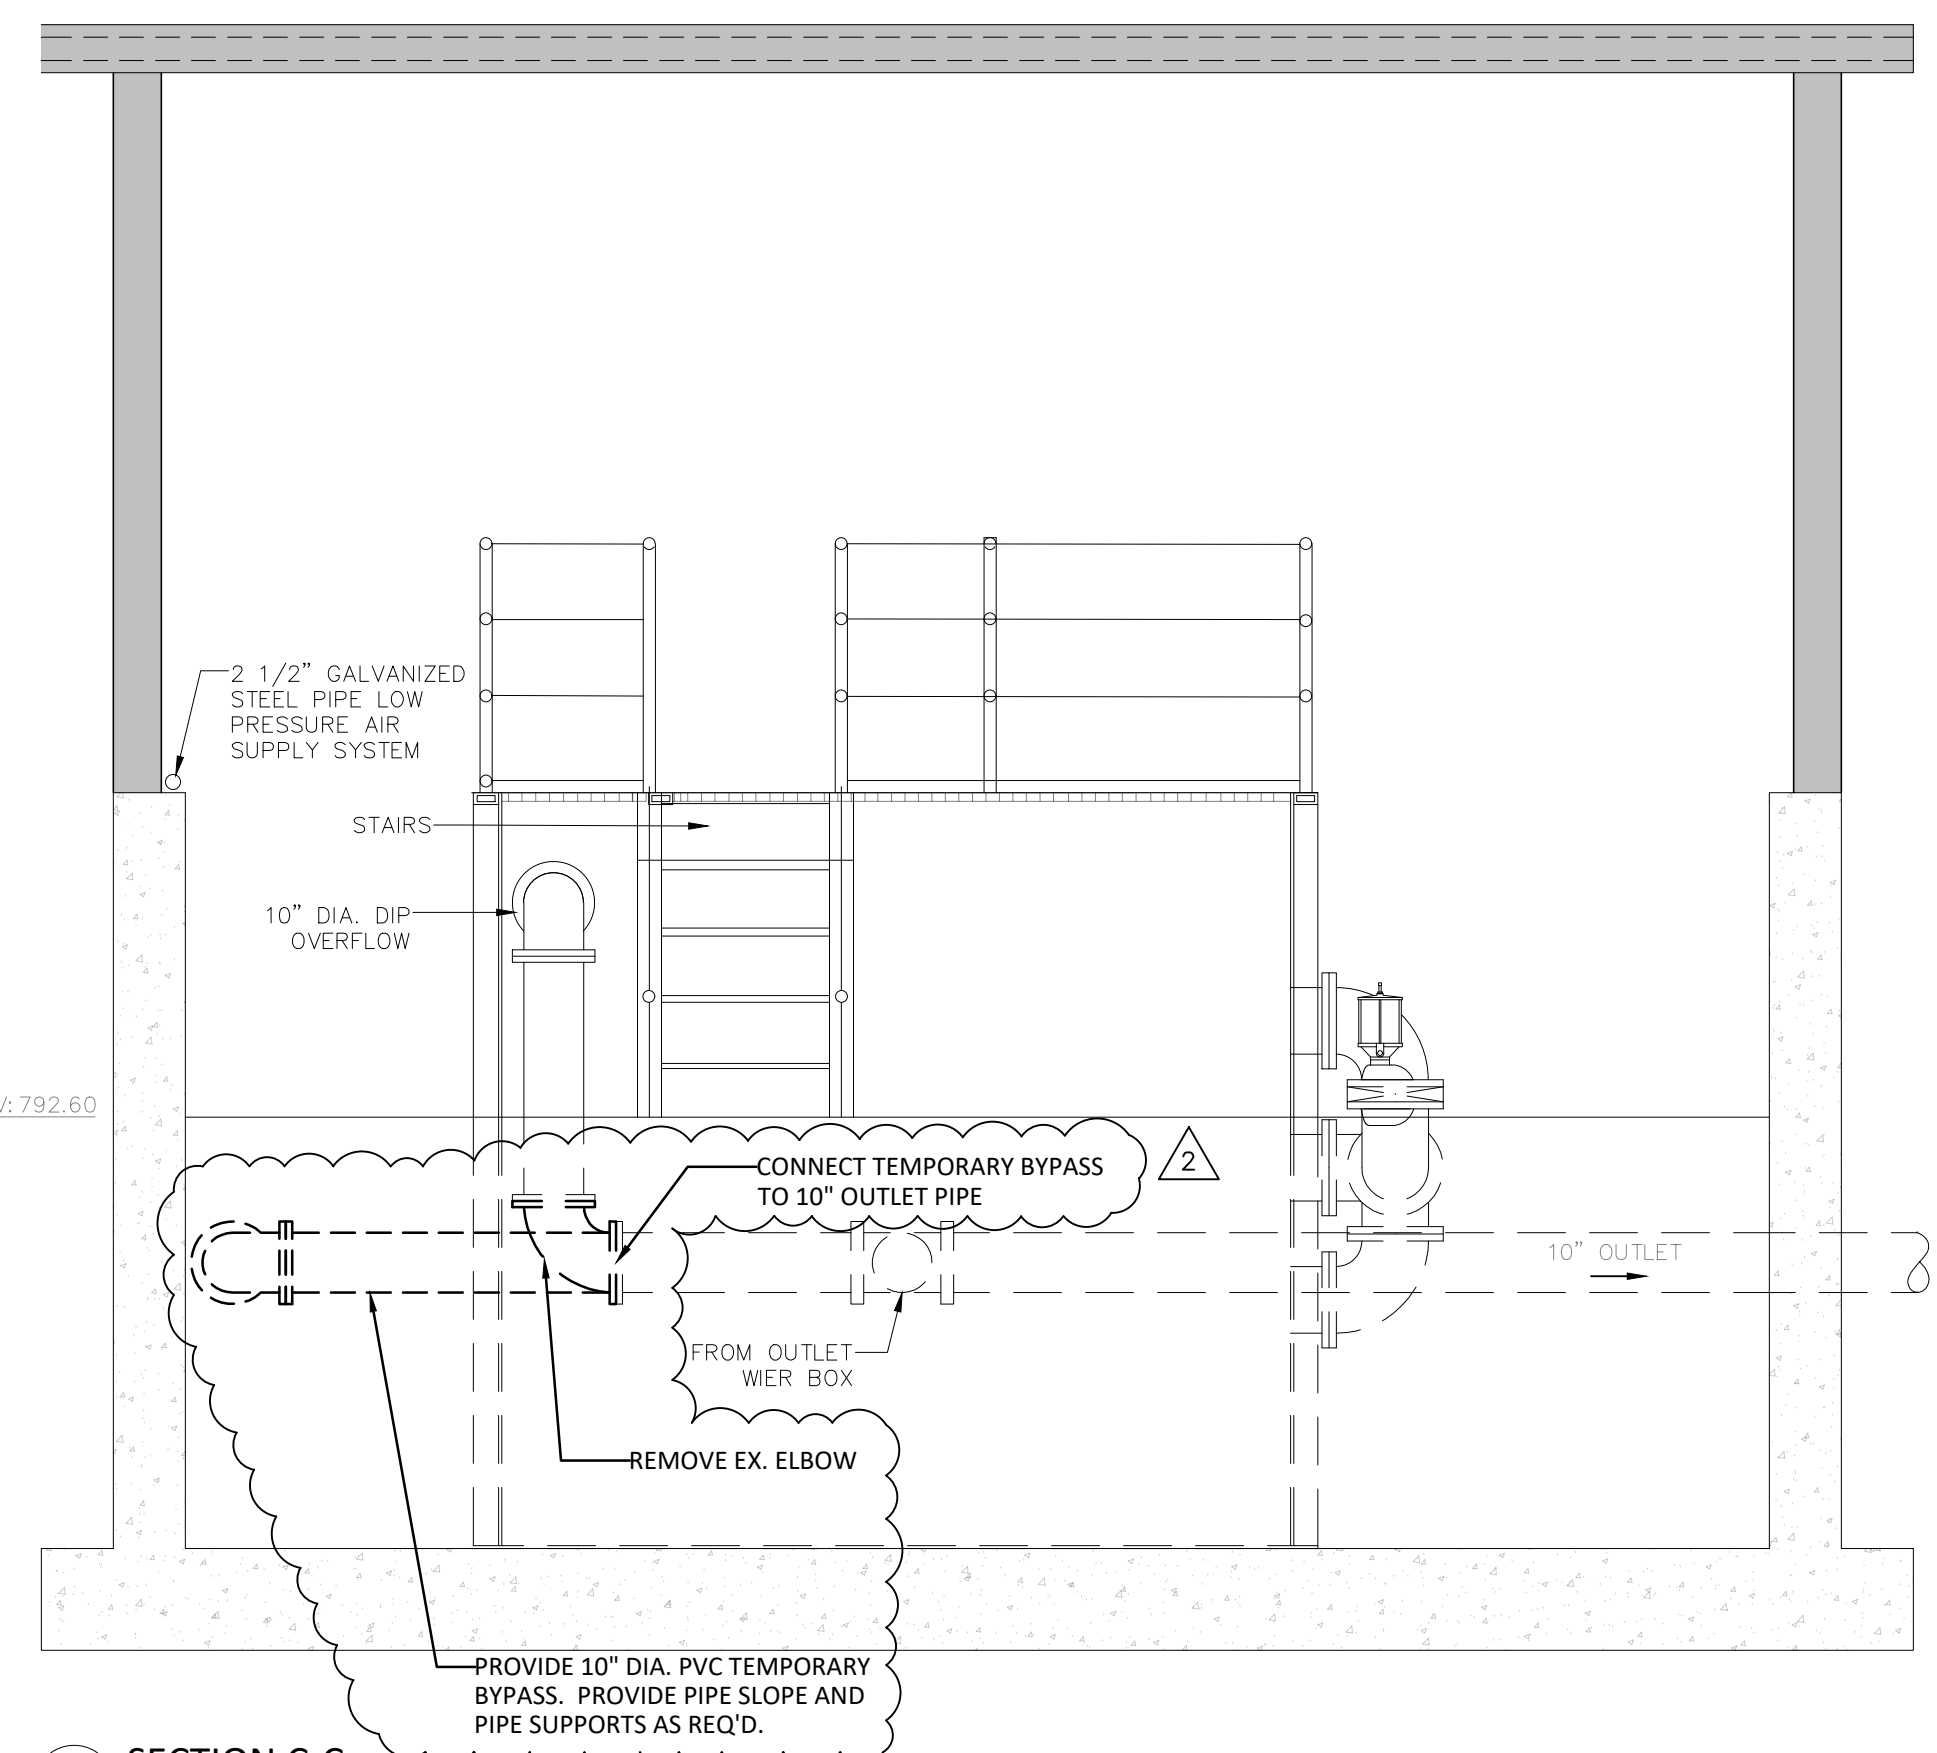 2 1/2" GALVANIZED
STEEL PIPE LOW
PRESSURE AIR
SUPPLY SYSTEM
STAIRS
10" DIA. DIP
OVERFLOW
792.60
CONNECT TEMPORARY BYPASS
TO 10" OUTLET PIPE
2
10" OUTLET
FROM OUTLET
WIER BOX
REMOVE EX. ELBOW
PROVIDE 10" DIA. PVC TEMPORARY
BYPASS. PROVIDE PIPE SLOPE AND
PIPE SUPPORTS AS REQ'D.
SECTION C-C